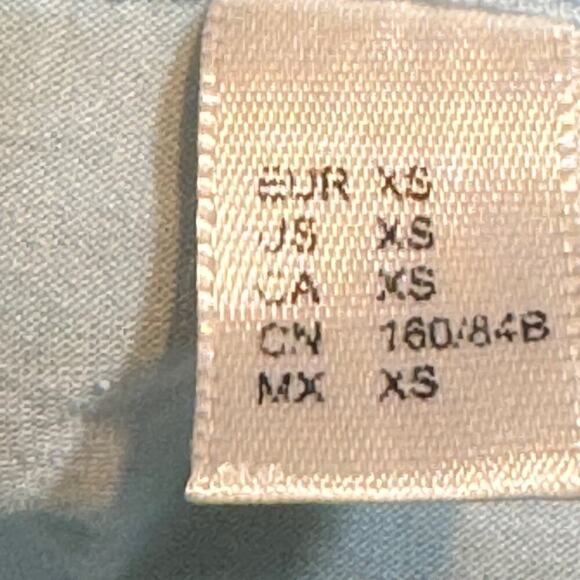 EUR XS
US XS
CA XS
CN 160/84B
MX XS